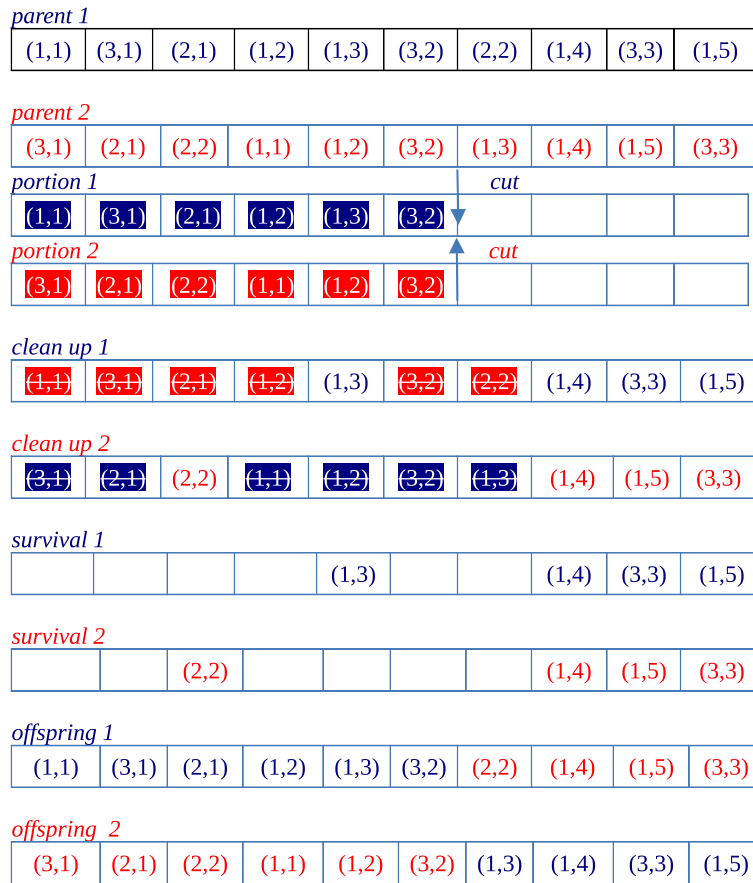 parent 1
(1,1) (3,1) (2,1) (1,2) (1,3) (3,2) (2,2) (1,4) (3,3) (1,5)
parent 2
(3,1) (2,1) (2,2) (1,1) (1,2) (3,2) (1,3) (1,4) (1,5) (3,3)
portion 1 cut
(1,1) (3,1) (2,1) (1,2) (1,3) (3,2)
portion 2 cut
(3,1) (2,1) (2,2) (1,1) (1,2) (3,2)
clean up 1
(1,1) (3,1) (2,1) (1,2) (1,3) (3,2) (2,2) (1,4) (3,3) (1,5)
clean up 2
(3,1) (2,1) (2,2) (1,1) (1,2) (3,2) (1,3) (1,4) (1,5) (3,3)
survival 1
(1,3) (1,4) (3,3) (1,5)
survival 2
(2,2) (1,4) (1,5) (3,3)
offspring 1
(1,1) (3,1) (2,1) (1,2) (1,3) (3,2) (2,2) (1,4) (1,5) (3,3)
offspring 2
(3,1) (2,1) (2,2) (1,1) (1,2) (3,2) (1,3) (1,4) (3,3) (1,5)